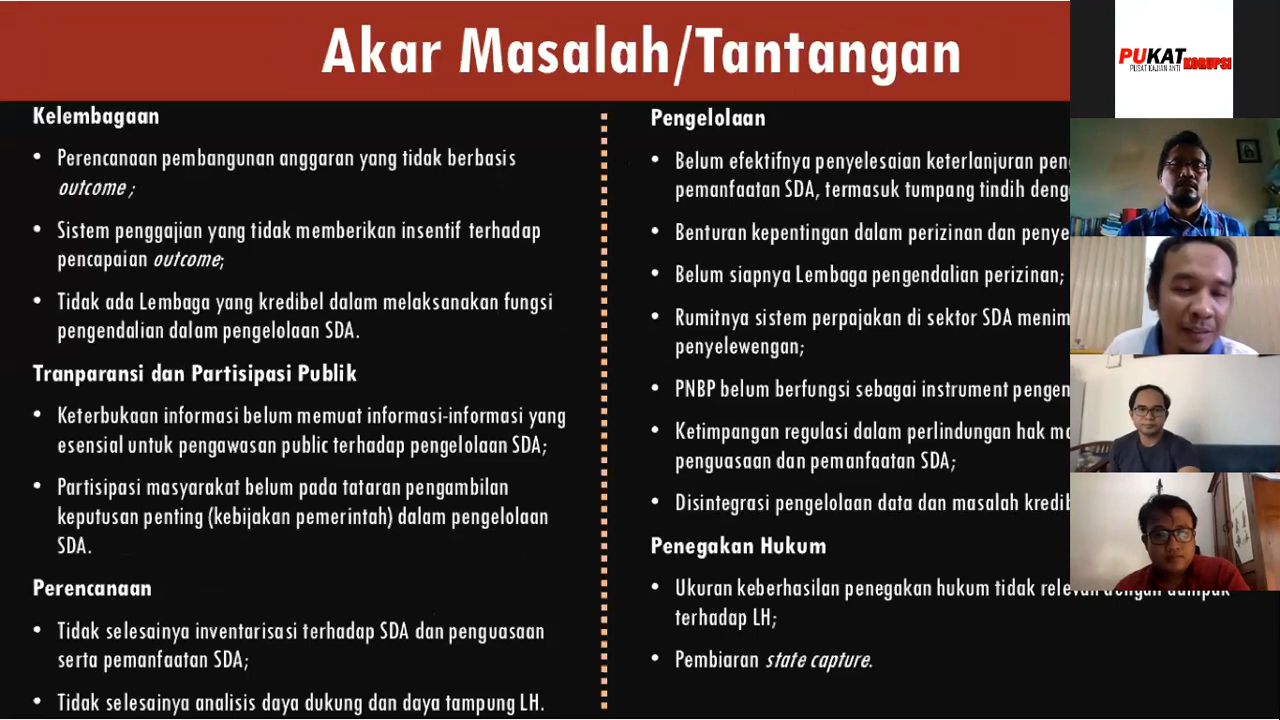 Akar Masalah/Tantangan
Kelembagaan
• Perencanaan pembangunan anggaran yang tidak berbasis
outcome ;
• Sistem penggajian yang tidak memberikan insentif terhadap
pencapaian outcome;
• Tidak ada Lembaga yang kredibel dalam melaksanakan fungsi
pengendalian dalam pengelolaan SDA.
Tranparansi dan Partisipasi Publik
• Keterbukaan informasi belum memuat informasi-informasi yang
esensial untuk pengawasan public terhadap pengelolaan SDA;
• Partisipasi masyarakat belum pada tataran pengambilan
keputusan penting (kebijakan pemerintah) dalam pengelolaan
SDA.
Perencanaan
• Tidak selesainya inventarisasi terhadap SDA dan penguasaan
serta pemanfaatan SDA;
• Tidak selesainya analisis daya dukung dan daya tampung LH.
Pengelolaan
• Belum efektifnya penyelesaian keterlanjuran
pemanfaatan SDA, termasuk tumpang tindih
• Benturan kepentingan dalam perizinan dan
• Belum siapnya Lembaga pengendalian perizinan;
• Rumitnya sistem perpajakan di sektor SDA
penyelewengan;
• PNBP belum berfungsi sebagai instrument
• Ketimpangan regulasi dalam perlindungan hak
penguasaan dan pemanfaatan SDA;
• Disintegrasi pengelolaan data dan masalah
Penegakan Hukum
• Ukuran keberhasilan penegakan hukum tidak relevan dengan dampak
terhadap LH;
• Pembiaran state capture.
PUKAT
PUSAT KAJIAN ANTI KORUPSI